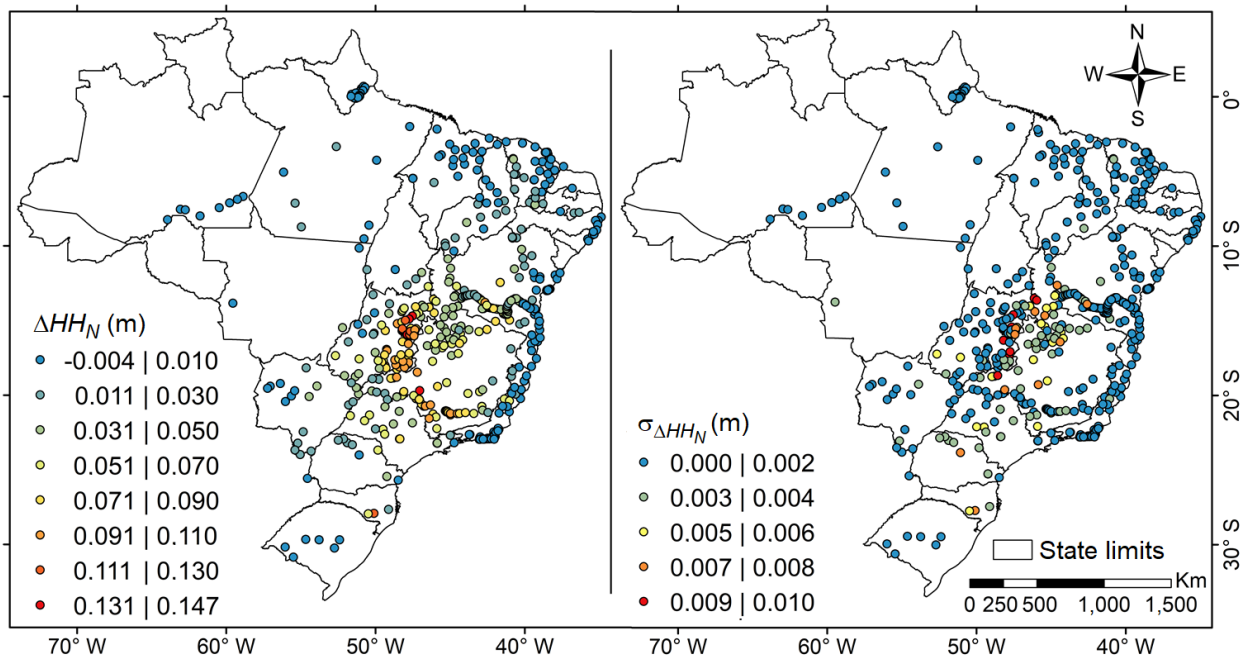 N
W E
S
0°
10° S
20° S
30° S
ΔHH_N (m)
-0.004 | 0.010
0.011 | 0.030
0.031 | 0.050
0.051 | 0.070
0.071 | 0.090
0.091 | 0.110
0.111 | 0.130
0.131 | 0.147
σ_ΔHH_N (m)
0.000 | 0.002
0.003 | 0.004
0.005 | 0.006
0.007 | 0.008
0.009 | 0.010
State limits
Km
0 250 500 1,000 1,500
70° W 60° W 50° W 40° W 70° W 60° W 50° W 40° W